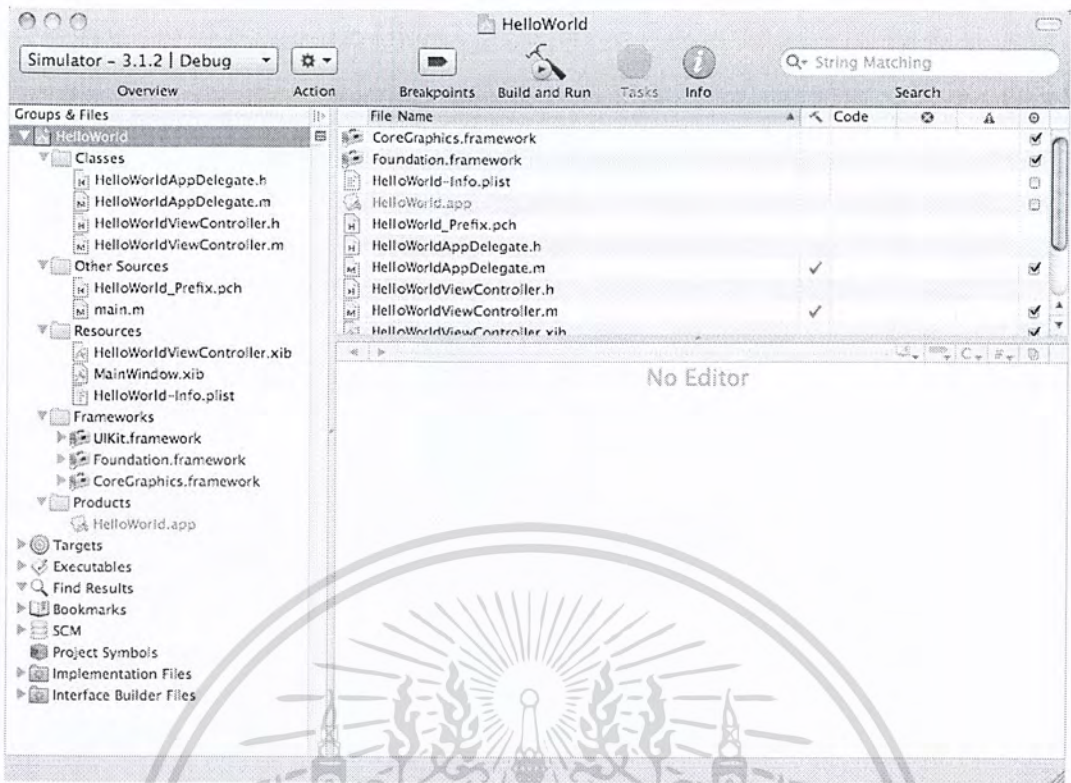 HelloWorld
Simulator - 3.1.2 | Debug
String Matching
Overview
Action
Breakpoints
Build and Run
Tasks
Info
Search
Groups & Files
HelloWorld
Classes
HelloWorldAppDelegate.h
HelloWorldAppDelegate.m
HelloWorldViewController.h
HelloWorldViewController.m
Other Sources
HelloWorld_Prefix.pch
main.m
Resources
HelloWorldViewController.xib
MainWindow.xib
HelloWorld-Info.plist
Frameworks
UIKit.framework
Foundation.framework
CoreGraphics.framework
Products
HelloWorld.app
Targets
Executables
Find Results
Bookmarks
SCM
Project Symbols
Implementation Files
Interface Builder Files
File Name
Code
CoreGraphics.framework
Foundation.framework
HelloWorld-Info.plist
HelloWorld.app
HelloWorld_Prefix.pch
HelloWorldAppDelegate.h
HelloWorldAppDelegate.m
HelloWorldViewController.h
HelloWorldViewController.m
HelloWorldViewController.xib
C
#
No Editor